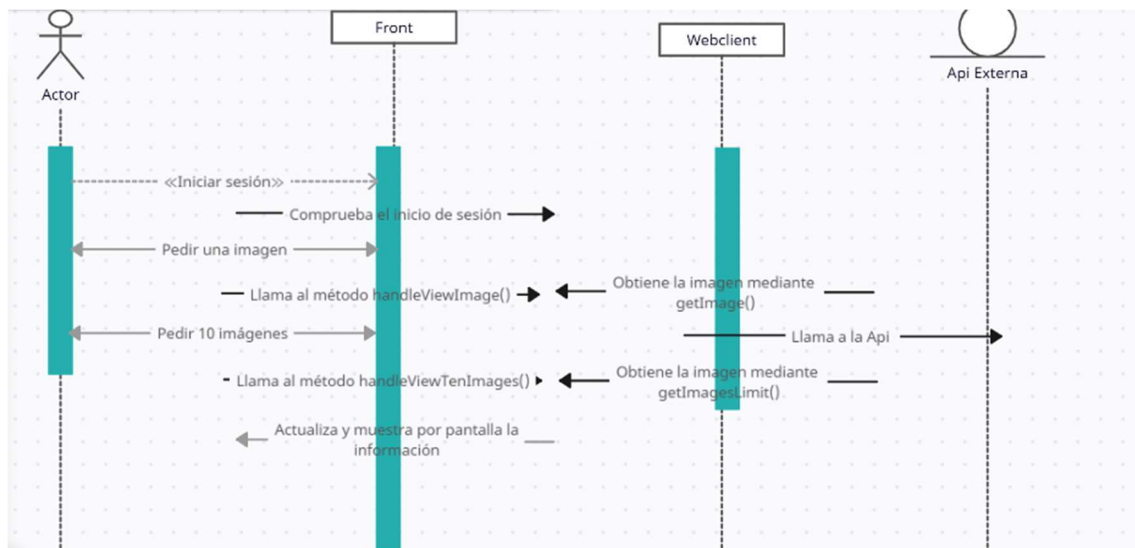 Front
Webclient
Api Externa
Actor
«Iniciar sesión»
Comprueba el inicio de sesión
Pedir una imagen
Obtiene la imagen mediante
getImage()
Llama al método handleViewImage()
Pedir 10 imágenes
Llama a la Api
Obtiene la imagen mediante
getImagesLimit()
Llama al método handleViewTenImages()
Actualiza y muestra por pantalla la
información